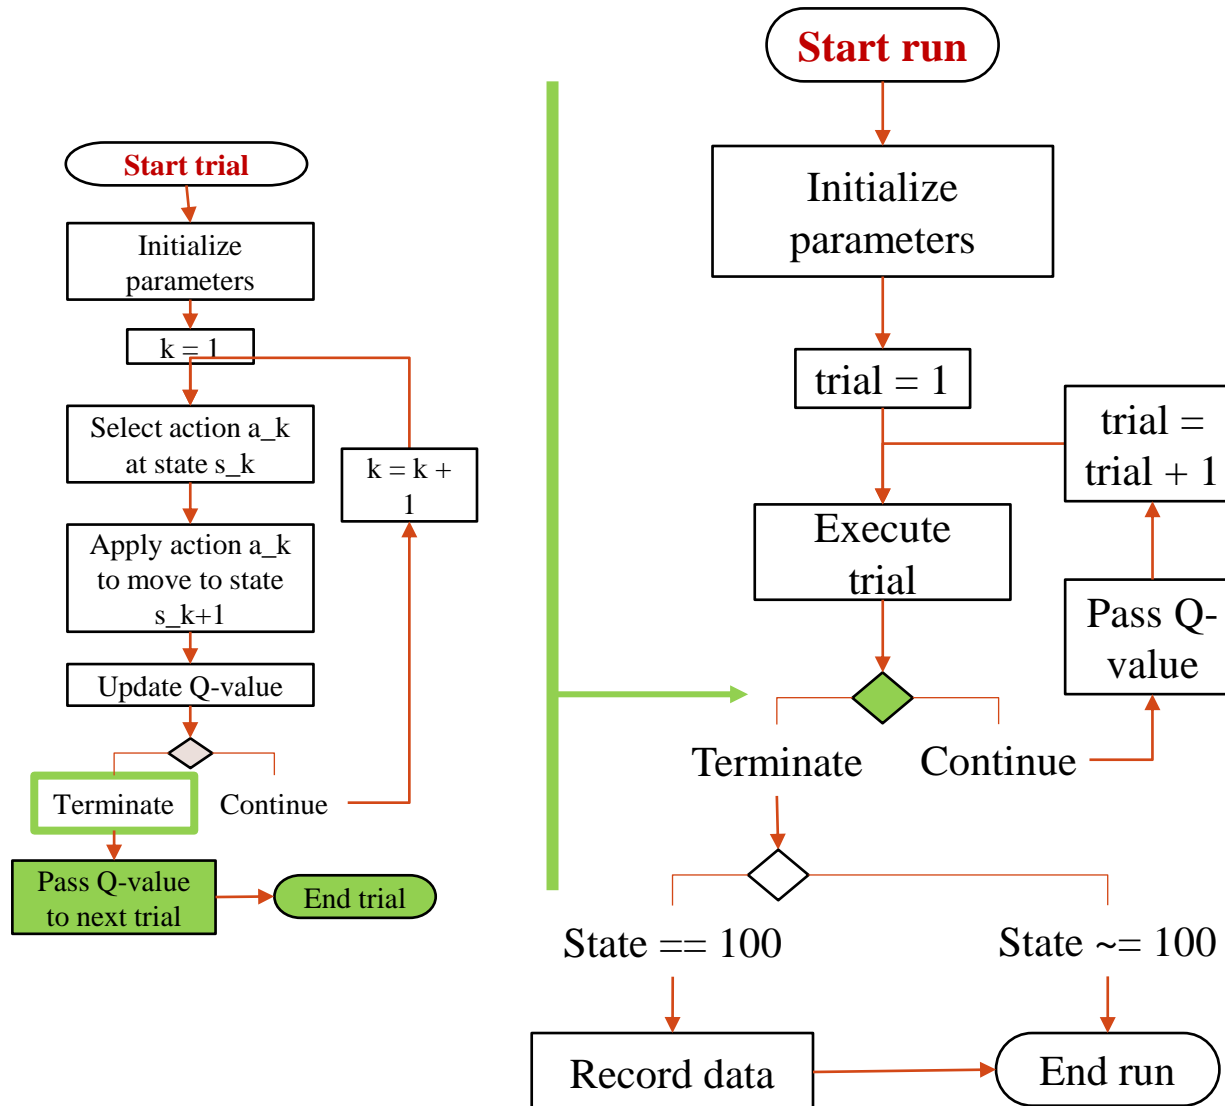 Start trial
Initialize
parameters
k = 1
Select action a_k
at state s_k
k = k +
1
Apply action a_k
to move to state
s_k+1
Update Q-value
Terminate
Continue
Pass Q-value
to next trial
End trial
Start run
Initialize
parameters
trial = 1
trial =
trial + 1
Execute
trial
Pass Q-
value
Terminate
Continue
State == 100
State ~= 100
Record data
End run